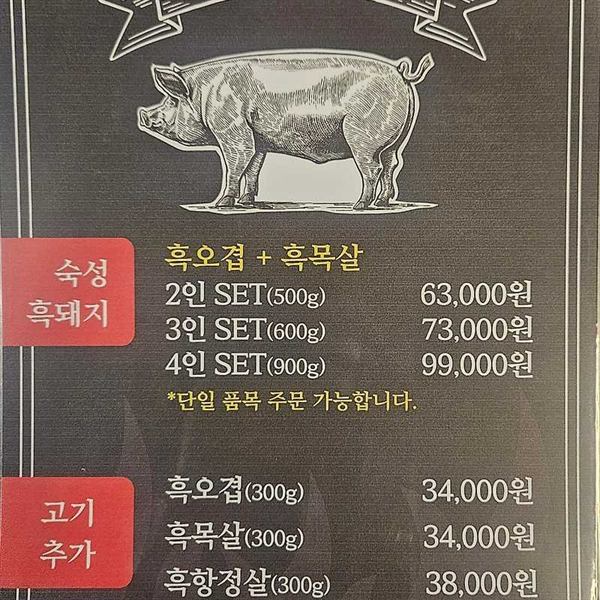 숙성
흑돼지
흑오겹 + 흑목살
2인 SET(500g) 63,000원
3인 SET(600g) 73,000원
4인 SET(900g) 99,000원
*단일 품목 주문 가능합니다.
고기
추가
흑오겹(300g) 34,000원
흑목살(300g) 34,000원
흑항정살(300g) 38,000원